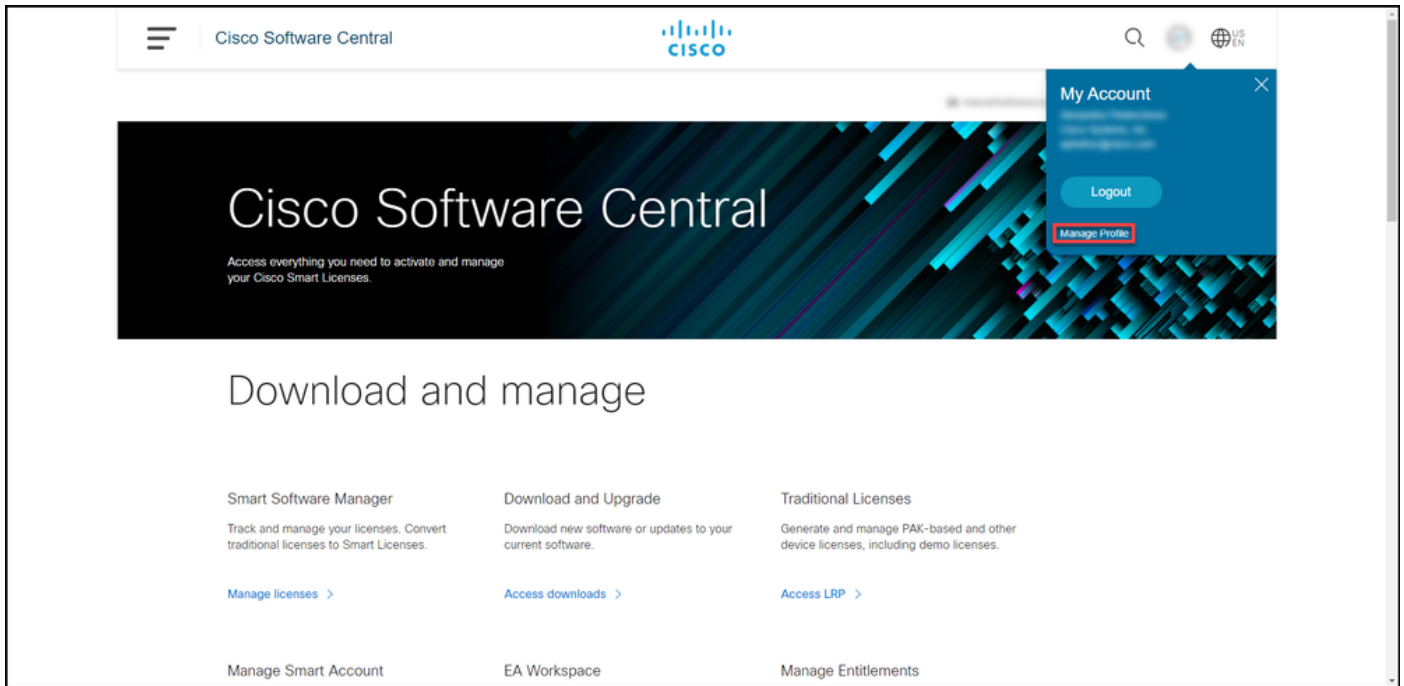 Cisco Software Central
CISCO
US
EN
My Account
Logout
Manage Profile
Cisco Software Central
Access everything you need to activate and manage
your Cisco Smart Licenses.
Download and manage
Smart Software Manager
Track and manage your licenses. Convert
traditional licenses to Smart Licenses.
Manage licenses
Download and Upgrade
Download new software or updates to your
current software.
Access downloads
Traditional Licenses
Generate and manage PAK-based and other
device licenses, including demo licenses.
Access LRP
Manage Smart Account
EA Workspace
Manage Entitlements